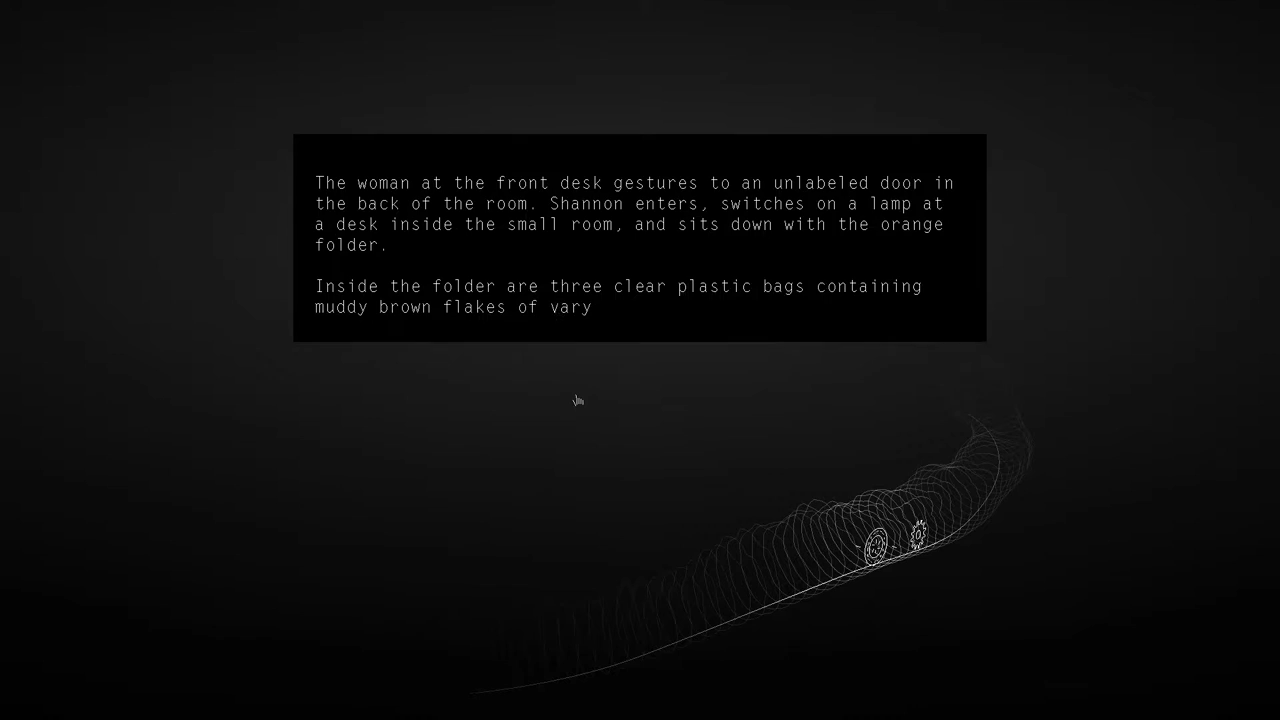 The woman at the front desk gestures to an unlabeled door in
the back of the room. Shannon enters, switches on a lamp at
a desk inside the small room, and sits down with the orange
folder.
Inside the folder are three clear plastic bags containing
muddy brown flakes of vary